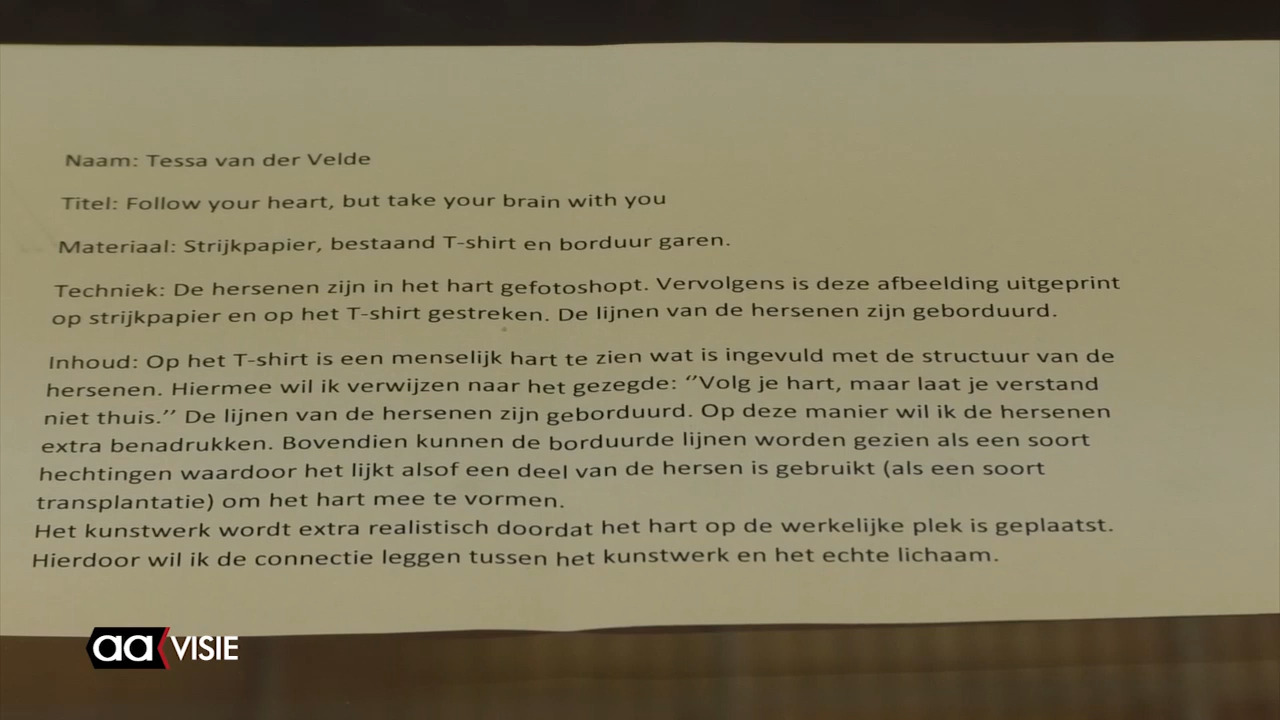 Naam: Tessa van der Velde
Titel: Follow your heart, but take your brain with you
Materiaal: Strijkpapier, bestaand T-shirt en borduur garen.
Techniek: De hersenen zijn in het hart gefotoshopt. Vervolgens is deze afbeelding uitgeprint
op strijkpapier en op het T-shirt gestreken. De lijnen van de hersenen zijn geborduurd.
Inhoud: Op het T-shirt is een menselijk hart te zien wat is ingevuld met de structuur van de
hersenen. Hiermee wil ik verwijzen naar het gezegde: ‘’Volg je hart, maar laat je verstand
niet thuis.’’ De lijnen van de hersenen zijn geborduurd. Op deze manier wil ik de hersenen
extra benadrukken. Bovendien kunnen de borduurde lijnen worden gezien als een soort
hechtingen waardoor het lijkt alsof een deel van de hersen is gebruikt (als een soort
transplantatie) om het hart mee te vormen.
Het kunstwerk wordt extra realistisch doordat het hart op de werkelijke plek is geplaatst.
Hierdoor wil ik de connectie leggen tussen het kunstwerk en het echte lichaam.
aa VISIE